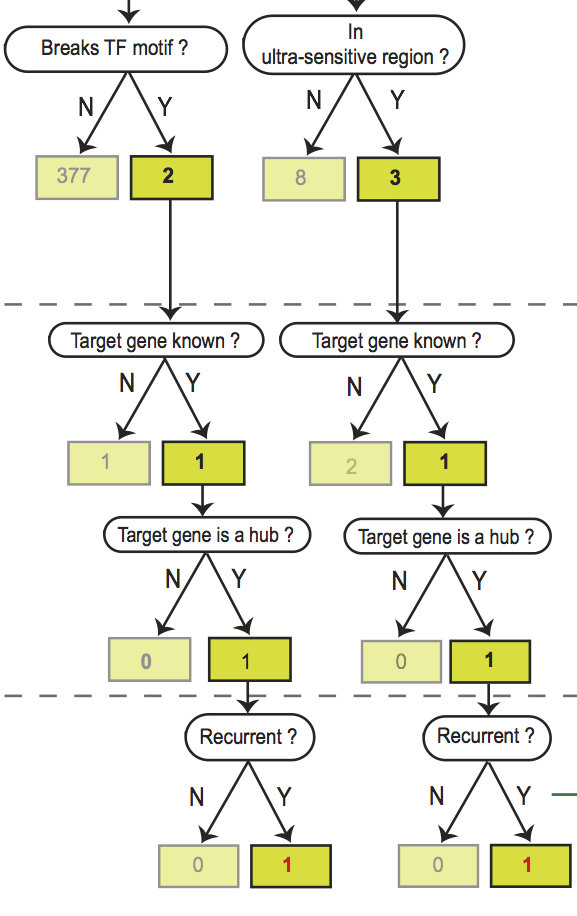 Breaks TF motif ?
In
ultra-sensitive region ?
N
Y
N
Y
377
2
8
3
Target gene known ?
Target gene known ?
N
Y
N
Y
1
1
2
1
Target gene is a hub ?
Target gene is a hub ?
N
Y
N
Y
0
1
0
1
Recurrent ?
Recurrent ?
N
Y
N
Y
0
1
0
1